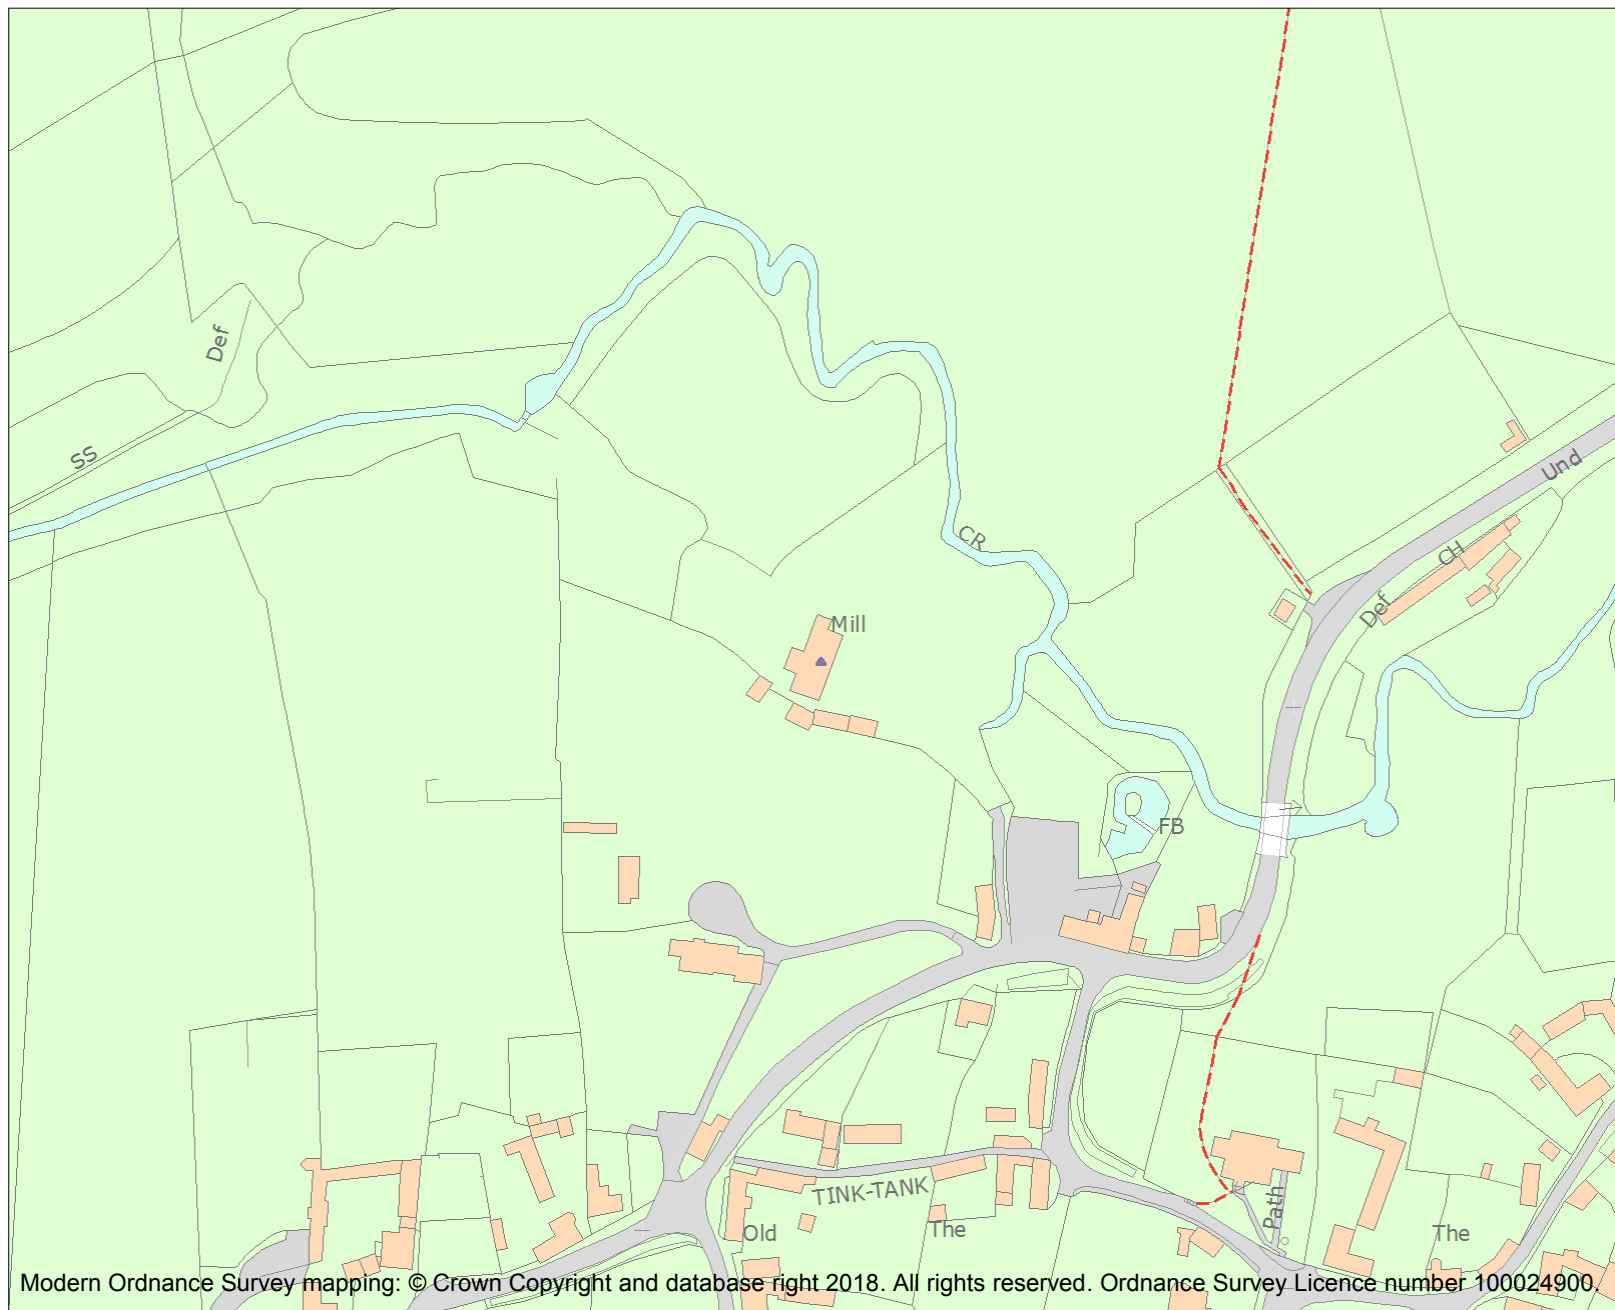 Def
SS
Und
CR
CH
Def
Mill
FB
TINK-TANK
Path
Old
The
The
Modern Ordnance Survey mapping: © Crown Copyright and database right 2018. All rights reserved. Ordnance Survey Licence number 100024900.